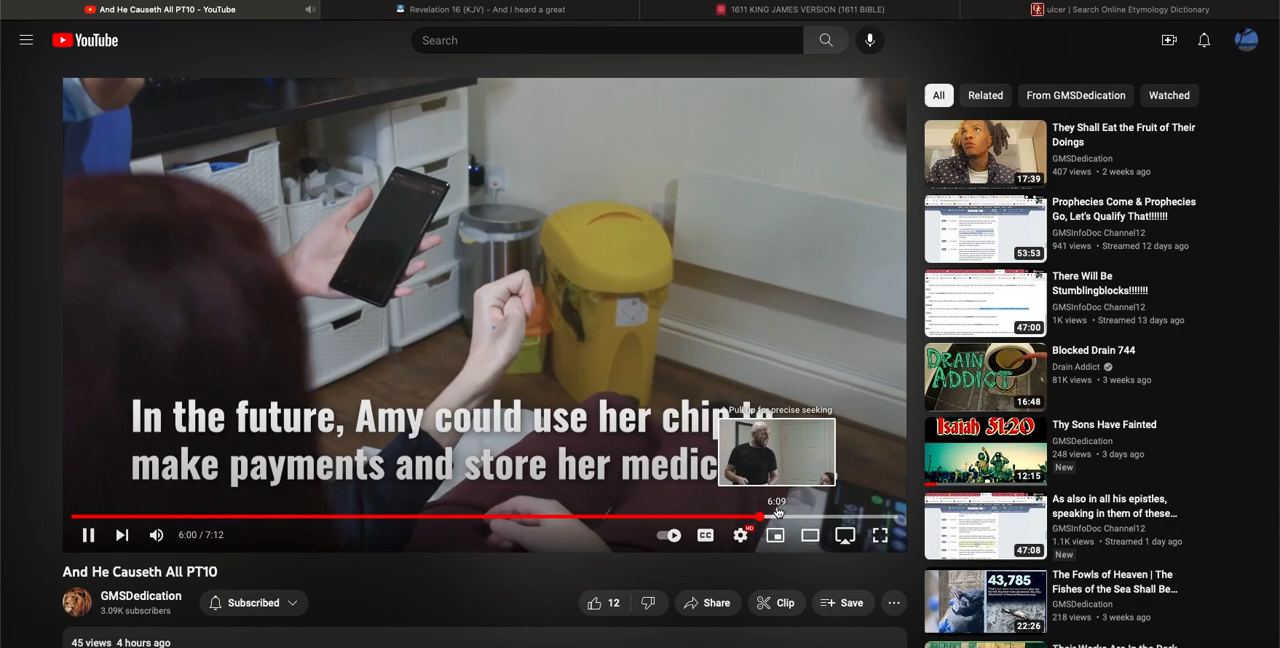 And He Causeth All PT10 - YouTube
Revelation 16 (KJV) - And I heard a great
1611 KING JAMES VERSION (1611 BIBLE)
ulcer | Search Online Etymology Dictionary
YouTube
Search
All
Related
From GMSDedication
Watched
In the future, Amy could use her chip to
make payments and store her medic
Pull up for precise seeking
6:09
6:00 / 7:12
HD
And He Causeth All PT10
GMSDedication
3.09K subscribers
Subscribed
12
Share
Clip
Save
45 views 4 hours ago
They Shall Eat the Fruit of Their
Doings
GMSDedication
407 views • 2 weeks ago
17:39
Prophecies Come & Prophecies
Go, Let's Qualify That!!!!!!!
GMSInfoDoc Channel12
941 views • Streamed 12 days ago
53:53
There Will Be
Stumblingblocks!!!!!!!
GMSInfoDoc Channel12
1K views • Streamed 13 days ago
47:00
DRAIN
ADDICT
Blocked Drain 744
Drain Addict
81K views • 3 weeks ago
16:48
Isaiah 51:20
Thy Sons Have Fainted
GMSDedication
248 views • 3 days ago
New
12:15
As also in all his epistles,
speaking in them of these...
GMSInfoDoc Channel12
1.1K views • Streamed 1 day ago
New
47:08
43,785
The Fowls of Heaven | The
Fishes of the Sea Shall Be...
GMSDedication
218 views • 3 weeks ago
22:26